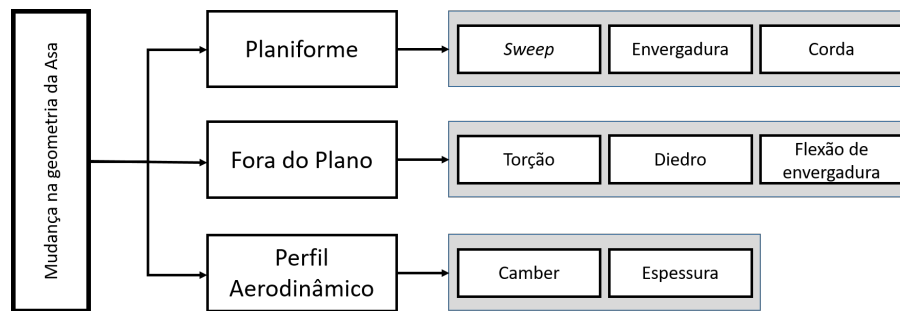 Mudança na geometria da Asa
Planiforme
Sweep
Envergadura
Corda
Fora do Plano
Torção
Diedro
Flexão de
envergadura
Perfil
Aerodinâmico
Camber
Espessura